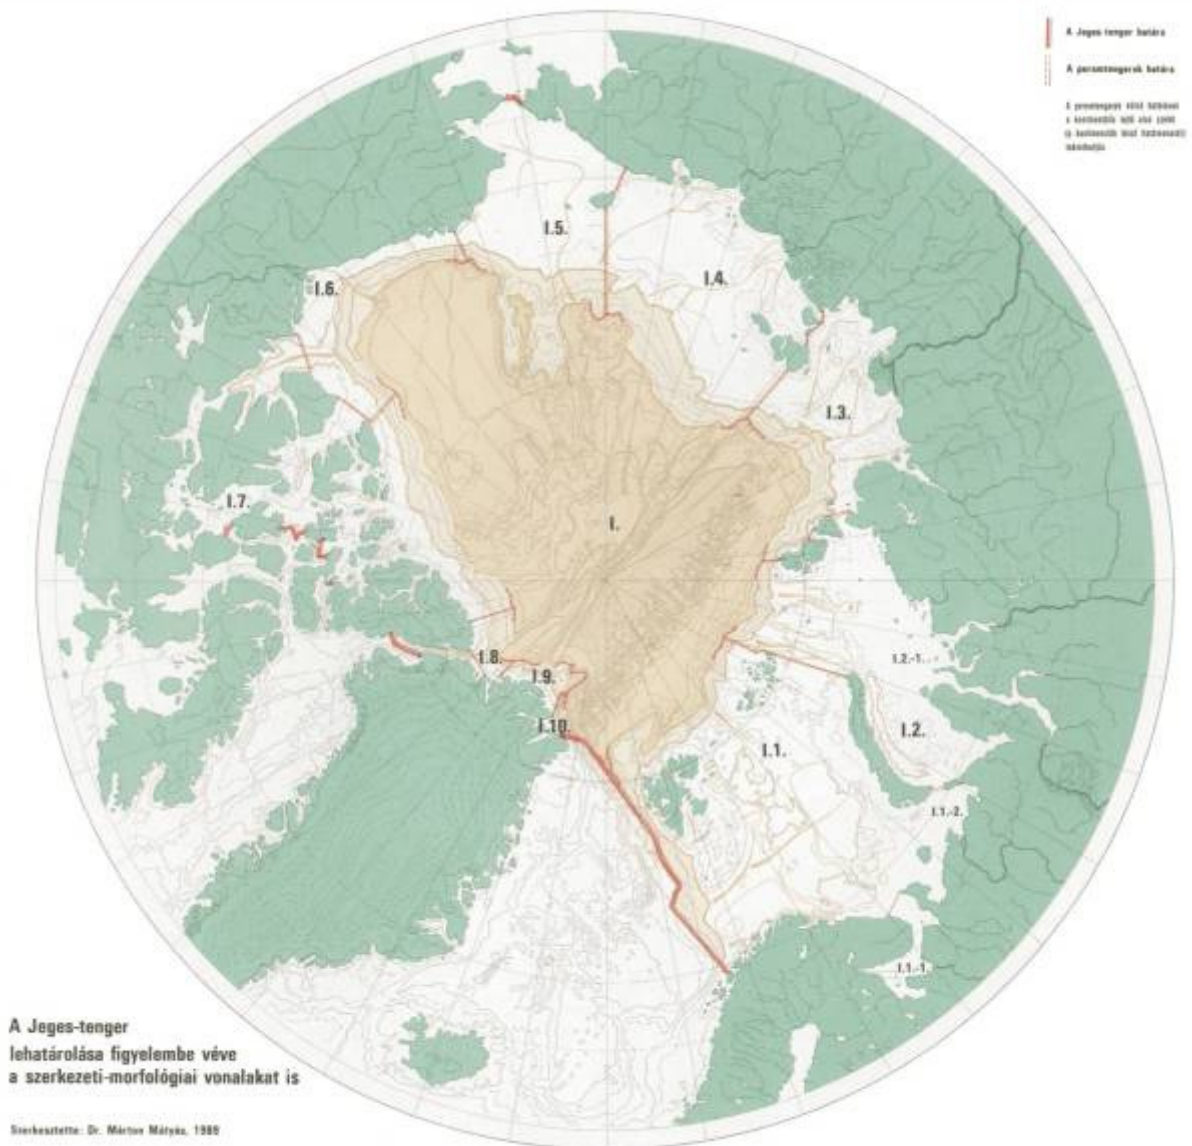 A Jeges-tenger határa
A peremtengerek határa
I.5.
I.4.
I.6.
I.3.
I.7.
I.
I.8.
I.9.
I.2.-1.
I.10.
I.1.
I.2.
I.1.-2.
I.1.-1.
A Jeges-tenger
lehatárolása figyelembe véve
a szerkezeti-morfológiai vonalakat is
Szerkesztette: Dr. Márton Mátyás, 1989